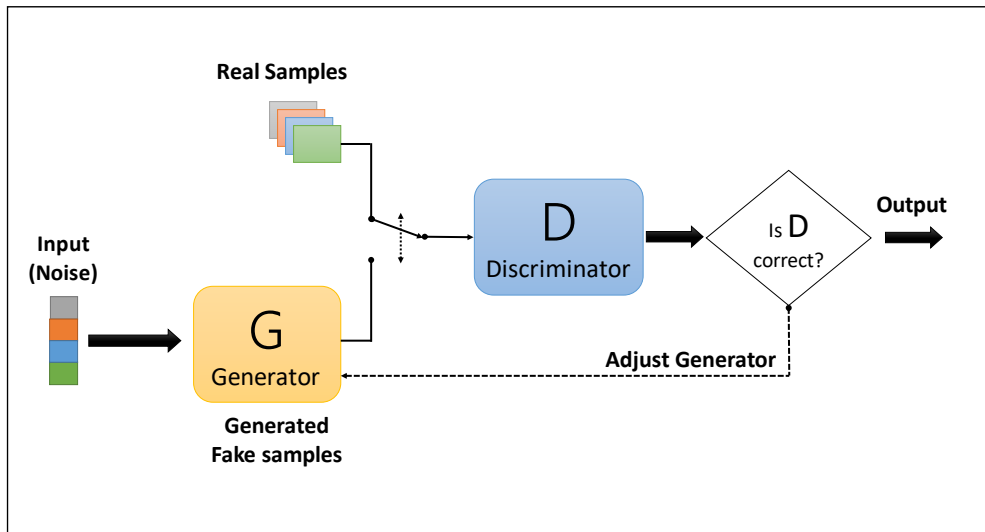 Real Samples
Input
(Noise)
G
Generator
Generated
Fake samples
D
Discriminator
Is D
correct?
Output
Adjust Generator